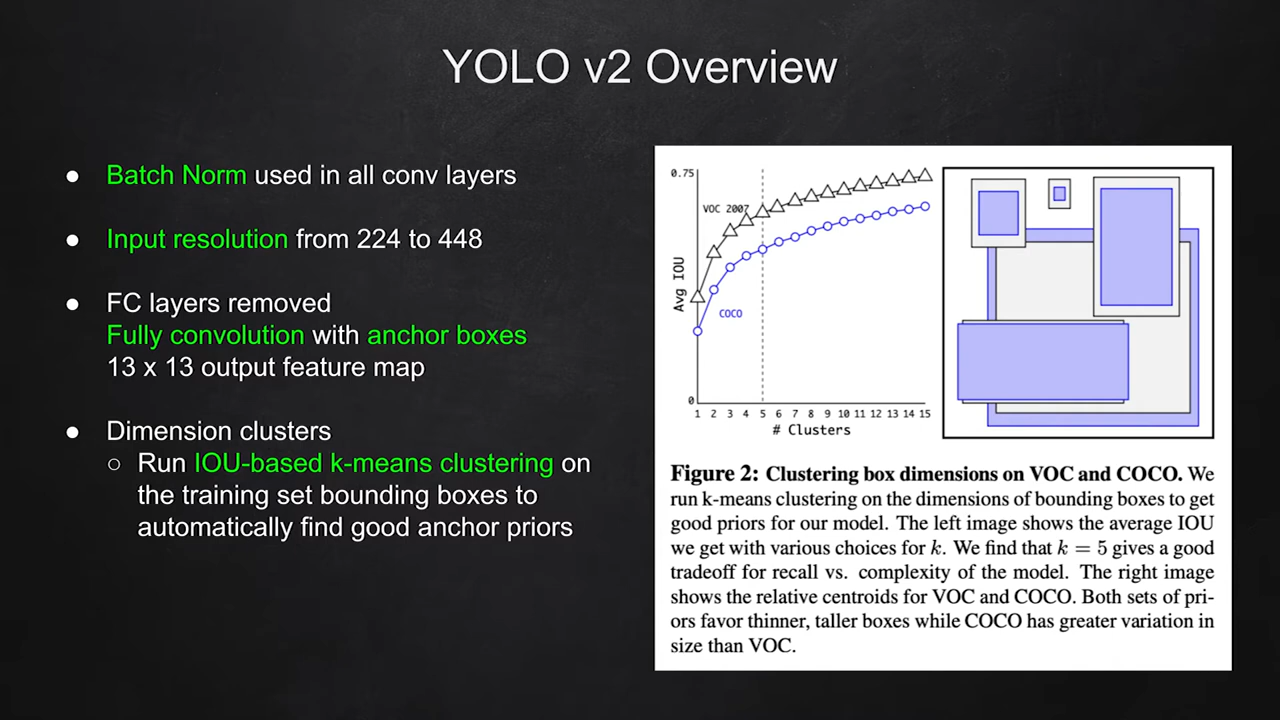 YOLO v2 Overview
● Batch Norm used in all conv layers
● Input resolution from 224 to 448
● FC layers removed
Fully convolution with anchor boxes
13 x 13 output feature map
● Dimension clusters
○ Run IOU-based k-means clustering on
the training set bounding boxes to
automatically find good anchor priors
0.75
VOC 2007
Avg IOU
COCO
0
1 2 3 4 5 6 7 8 9 10 11 12 13 14 15
# Clusters
Figure 2: Clustering box dimensions on VOC and COCO. We
run k-means clustering on the dimensions of bounding boxes to get
good priors for our model. The left image shows the average IOU
we get with various choices for k. We find that k = 5 gives a good
tradeoff for recall vs. complexity of the model. The right image
shows the relative centroids for VOC and COCO. Both sets of pri-
ors favor thinner, taller boxes while COCO has greater variation in
size than VOC.